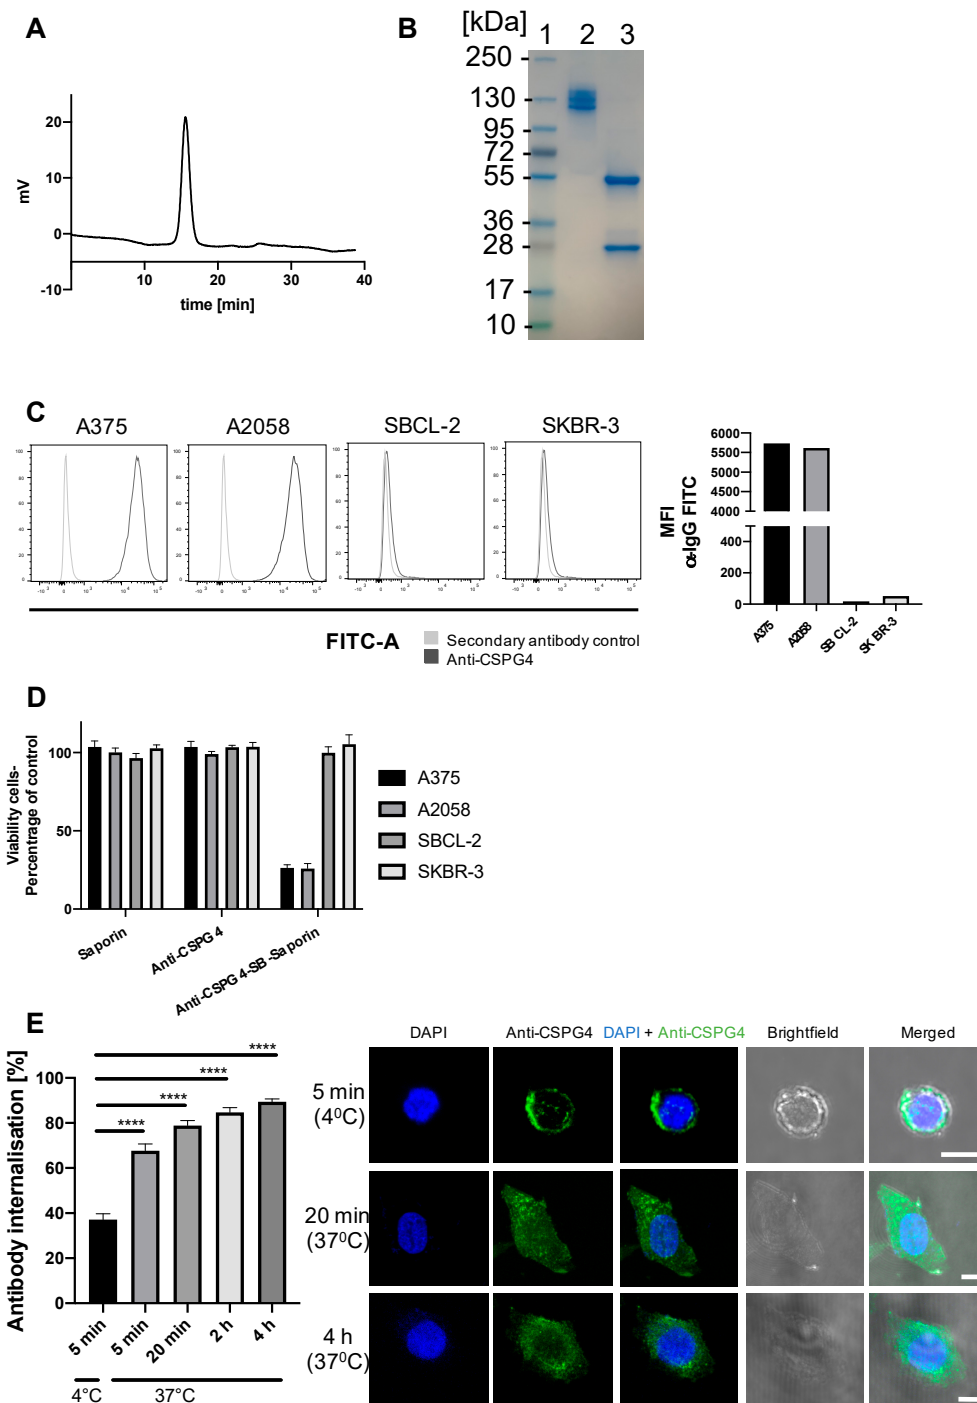 A
mV
20
10
0
-10
10
20
30
40
time [min]
B
[kDa]
1 2 3
250
130
95
72
55
36
28
17
10
C
A375
A2058
SBCL-2
SKBR-3
FITC-A
Secondary antibody control
Anti-CSPG4
MFI
α-IgG FITC
6000
5500
5000
4500
4000
400
200
0
A375
A2058
SB CL-2
SK BR-3
D
Viability cells-
Percentage of control
100
50
0
Saporin
Anti-CSPG4
Anti-CSPG4-SB-Saporin
A375
A2058
SBCL-2
SKBR-3
E
Antibody internalisation [%]
100
80
60
40
20
0
****
****
****
****
5 min
5 min
20 min
2 h
4 h
4°C
37°C
DAPI
Anti-CSPG4
DAPI + Anti-CSPG4
Brightfield
Merged
5 min
(4⁰C)
20 min
(37⁰C)
4 h
(37⁰C)